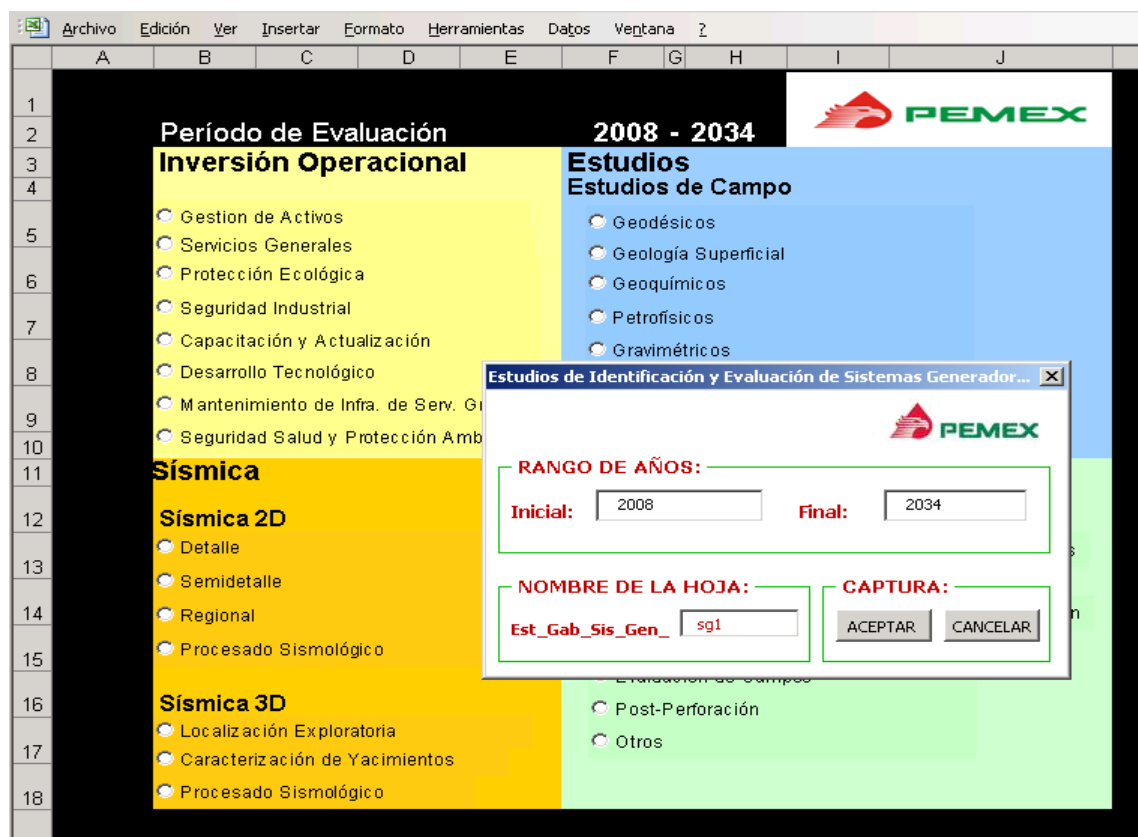 Archivo Edición Ver Insertar Formato Herramientas Datos Ventana ?
A B C D E F G H I J
1
PEMEX
2 Período de Evaluación 2008 - 2034
3 Inversión Operacional Estudios
4 Estudios de Campo
Gestion de Activos Geodésicos
5
Servicios Generales Geología Superficial
6 Protección Ecológica Geoquímicos
Seguridad Industrial Petrofísicos
7
Capacitación y Actualización Gravimétricos
8 Desarrollo Tecnológico
Estudios de Identificación y Evaluación de Sistemas Generador...
PEMEX
9 Mantenimiento de Infra. de Serv.
10 Seguridad Salud y Protección Amb
11 Sísmica
RANGO DE AÑOS:
Inicial: 2008 Final: 2034
12 Sísmica 2D
Detalle
13
Semidetalle
NOMBRE DE LA HOJA: CAPTURA:
14 Regional
Est_Gab_Sis_Gen_ sg1 ACEPTAR CANCELAR
15 Procesado Sismológico
16 Sísmica 3D
Post-Perforación
Localización Exploratoria
17 Otros
Caracterización de Yacimientos
18 Procesado Sismológico